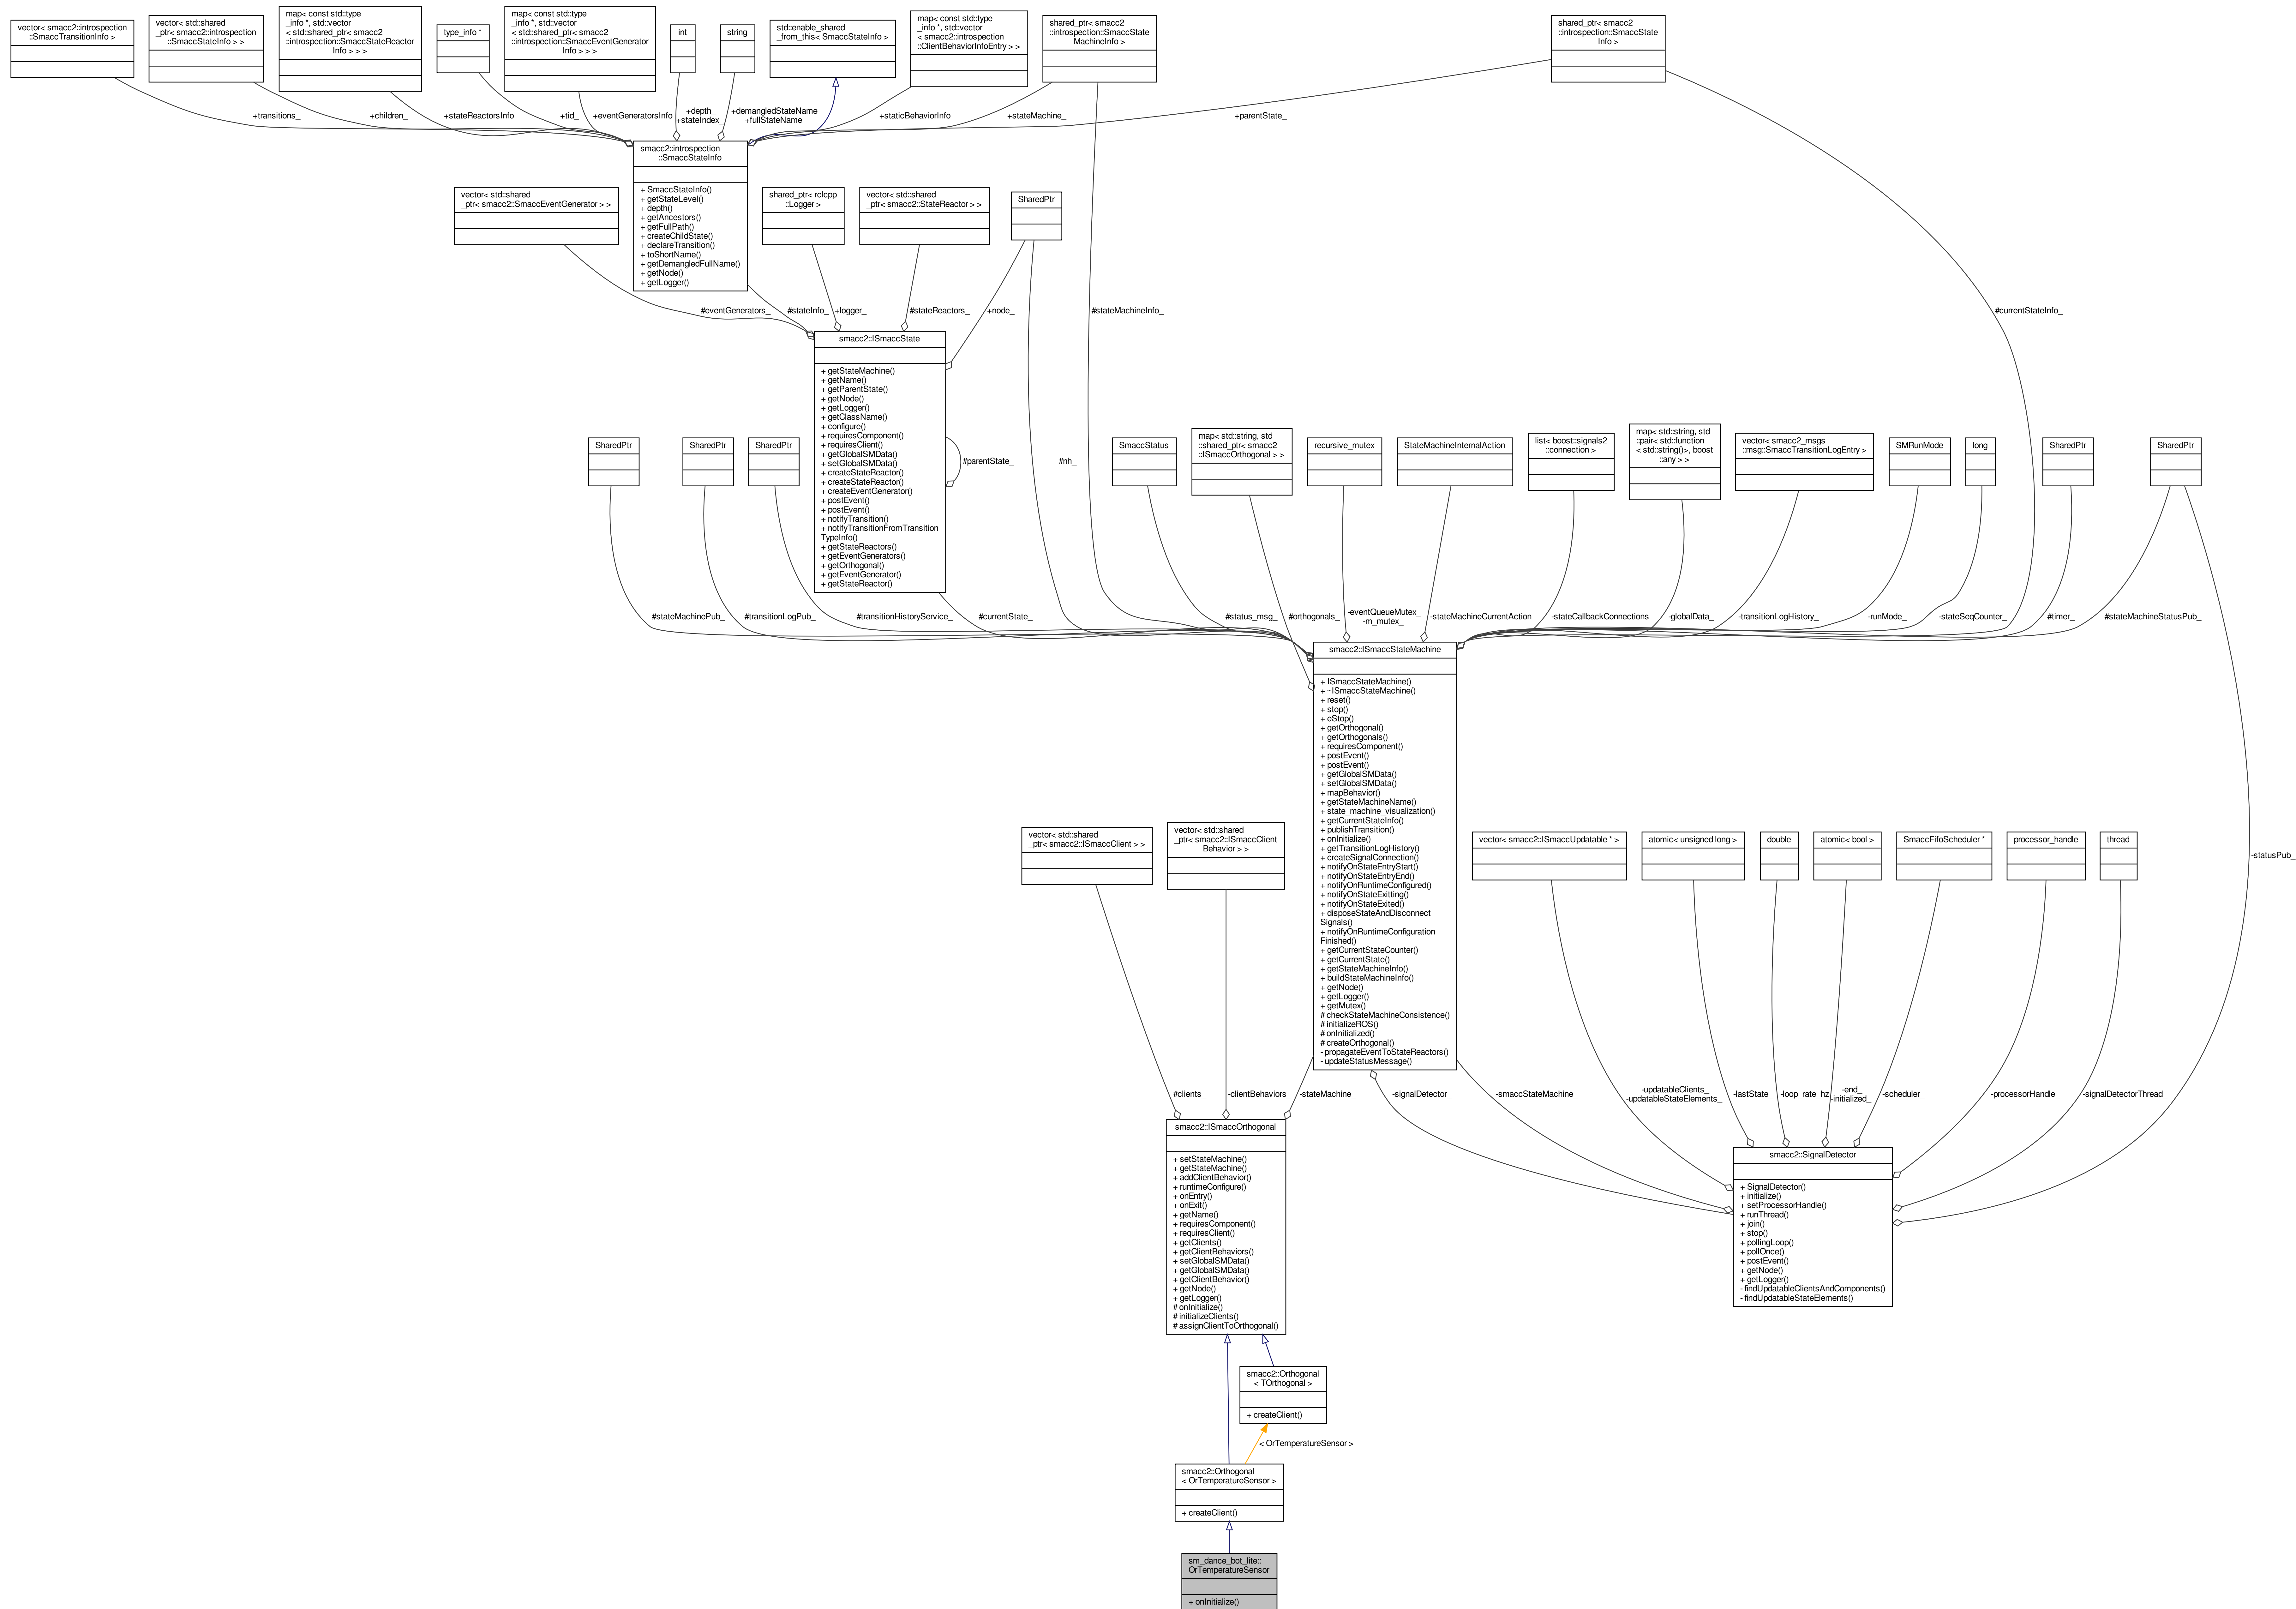 vector< smacc2::introspection
::SmaccTransitionInfo >
vector< std::shared
_ptr< smacc2::introspection
::SmaccStateInfo > >
map< const std::type
_info *, std::vector
< std::shared_ptr< smacc2
::introspection::SmaccStateReactor
Info > > >
type_info *
map< const std::type
_info *, std::vector
< std::shared_ptr< smacc2
::introspection::SmaccEventGenerator
Info > > >
int
string
std::enable_shared
_from_this< SmaccStateInfo >
map< const std::type
_info *, std::vector
< smacc2::introspection
::ClientBehaviorInfoEntry > >
shared_ptr< smacc2
::introspection::SmaccState
MachineInfo >
shared_ptr< smacc2
::introspection::SmaccState
Info >
+transitions_
+children_
+stateReactorsInfo
+tid_
+eventGeneratorsInfo
+depth_
+stateIndex_
+demangledStateName
+fullStateName
+staticBehaviorInfo
+stateMachine_
+parentState_
smacc2::introspection
::SmaccStateInfo
+ SmaccStateInfo()
+ getStateLevel()
+ depth()
+ getAncestors()
+ getFullPath()
+ createChildState()
+ declareTransition()
+ toShortName()
+ getDemangledFullName()
+ getNode()
+ getLogger()
vector< std::shared
_ptr< smacc2::SmaccEventGenerator > >
shared_ptr< rclcpp
::Logger >
vector< std::shared
_ptr< smacc2::StateReactor > >
SharedPtr
#eventGenerators_
#stateInfo_
+logger_
#stateReactors_
+node_
#stateMachineInfo_
#currentStateInfo_
smacc2::ISmaccState
+ getStateMachine()
+ getName()
+ getParentState()
+ getNode()
+ getLogger()
+ getClassName()
+ configure()
+ requiresComponent()
+ requiresClient()
+ getGlobalSMData()
+ setGlobalSMData()
+ createStateReactor()
+ createStateReactor()
+ createEventGenerator()
+ postEvent()
+ postEvent()
+ notifyTransition()
+ notifyTransitionFromTransition
TypeInfo()
+ getStateReactors()
+ getEventGenerators()
+ getOrthogonal()
+ getEventGenerator()
+ getStateReactor()
#parentState_
#nh_
SharedPtr
SharedPtr
SharedPtr
SmaccStatus
map< std::string, std
::shared_ptr< smacc2
::ISmaccOrthogonal > >
recursive_mutex
StateMachineInternalAction
list< boost::signals2
::connection >
map< std::string, std
::pair< std::function
< std::string()>, boost
::any > >
vector< smacc2_msgs
::msg::SmaccTransitionLogEntry >
SMRunMode
long
SharedPtr
SharedPtr
#stateMachinePub_
#transitionLogPub_
#transitionHistoryService_
#currentState_
#status_msg_
#orthogonals_
-eventQueueMutex_
-m_mutex_
-stateMachineCurrentAction
-stateCallbackConnections
-globalData_
-transitionLogHistory_
-runMode_
-stateSeqCounter_
#timer_
#stateMachineStatusPub_
smacc2::ISmaccStateMachine
+ ISmaccStateMachine()
+ ~ISmaccStateMachine()
+ reset()
+ stop()
+ eStop()
+ getOrthogonal()
+ getOrthogonals()
+ requiresComponent()
+ postEvent()
+ postEvent()
+ getGlobalSMData()
+ setGlobalSMData()
+ mapBehavior()
+ getStateMachineName()
+ state_machine_visualization()
+ getCurrentStateInfo()
+ publishTransition()
+ onInitialize()
+ getTransitionLogHistory()
+ createSignalConnection()
+ notifyOnStateEntryStart()
+ notifyOnStateEntryEnd()
+ notifyOnRuntimeConfigured()
+ notifyOnStateExitting()
+ notifyOnStateExited()
+ disposeStateAndDisconnect
Signals()
+ notifyOnRuntimeConfiguration
Finished()
+ getCurrentStateCounter()
+ getCurrentState()
+ getStateMachineInfo()
+ buildStateMachineInfo()
+ getNode()
+ getLogger()
+ getMutex()
# checkStateMachineConsistence()
# initializeROS()
# onInitialized()
# createOrthogonal()
- propagateEventToStateReactors()
- updateStatusMessage()
vector< std::shared
_ptr< smacc2::ISmaccClient > >
vector< std::shared
_ptr< smacc2::ISmaccClient
Behavior > >
vector< smacc2::ISmaccUpdatable * >
atomic< unsigned long >
double
atomic< bool >
SmaccFifoScheduler *
processor_handle
thread
-statusPub_
#clients_
-clientBehaviors_
-stateMachine_
-signalDetector_
-smaccStateMachine_
-updatableClients_
-updatableStateElements_
-lastState_
-loop_rate_hz
-end_
-initialized_
-scheduler_
-processorHandle_
-signalDetectorThread_
smacc2::ISmaccOrthogonal
+ setStateMachine()
+ getStateMachine()
+ addClientBehavior()
+ runtimeConfigure()
+ onEntry()
+ onExit()
+ getName()
+ requiresComponent()
+ requiresClient()
+ getClients()
+ getClientBehaviors()
+ setGlobalSMData()
+ getGlobalSMData()
+ getClientBehavior()
+ getNode()
+ getLogger()
# onInitialize()
# initializeClients()
# assignClientToOrthogonal()
smacc2::SignalDetector
+ SignalDetector()
+ initialize()
+ setProcessorHandle()
+ runThread()
+ join()
+ stop()
+ pollingLoop()
+ pollOnce()
+ postEvent()
+ getNode()
+ getLogger()
- findUpdatableClientsAndComponents()
- findUpdatableStateElements()
smacc2::Orthogonal
< TOrthogonal >
+ createClient()
< OrTemperatureSensor >
smacc2::Orthogonal
< OrTemperatureSensor >
+ createClient()
sm_dance_bot_lite::
OrTemperatureSensor
+ onInitialize()